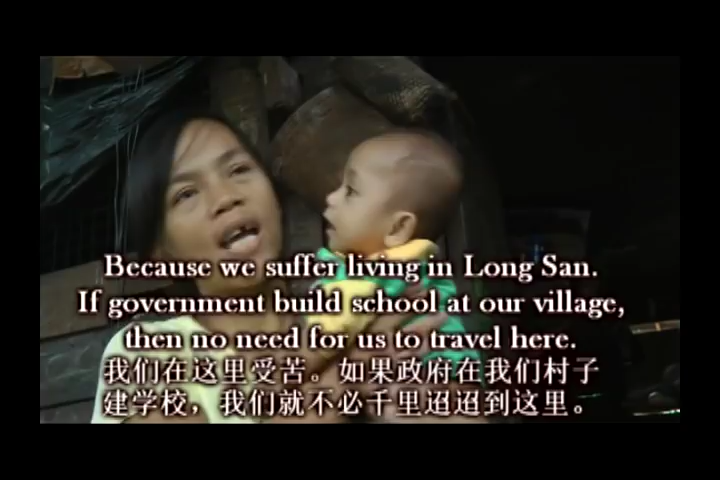 Because we suffer living in Long San.
If government build school at our village,
then no need for us to travel here.
我们在这里受苦。如果政府在我们村子
建学校，我们就不必千里迢迢到这里。